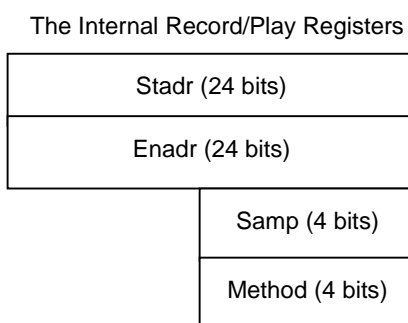 The Internal Record/Play Registers
Stadr (24 bits)
Enadr (24 bits)
Samp (4 bits)
Method (4 bits)